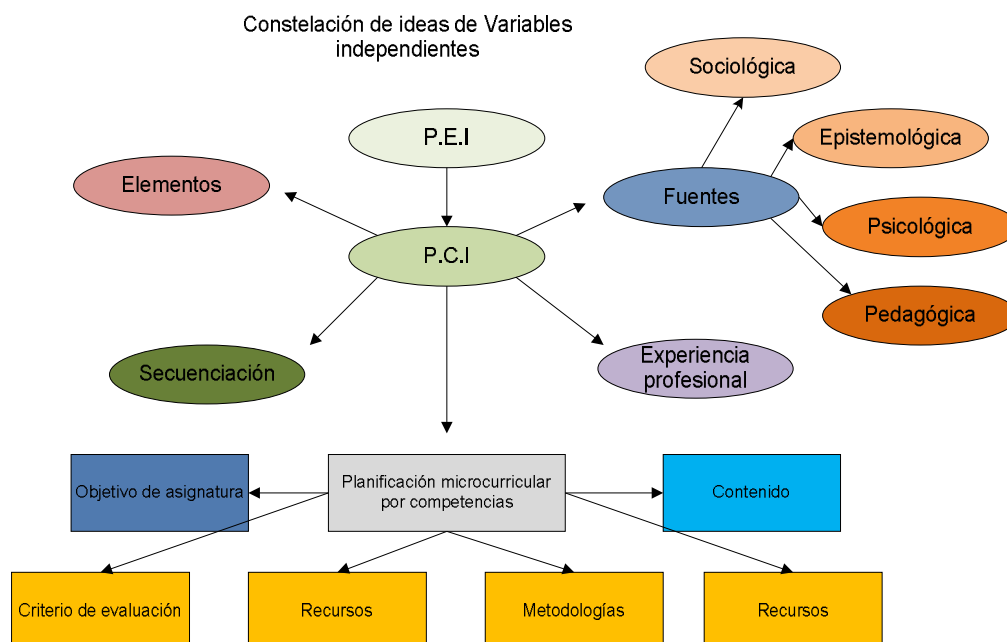 Constelación de ideas de Variables
independientes
Sociológica
P.E.I
Epistemológica
Elementos
Fuentes
Psicológica
P.C.I
Pedagógica
Secuenciación
Experiencia
profesional
Objetivo de asignatura
Planificación microcurricular
por competencias
Contenido
Criterio de evaluación
Recursos
Metodologías
Recursos